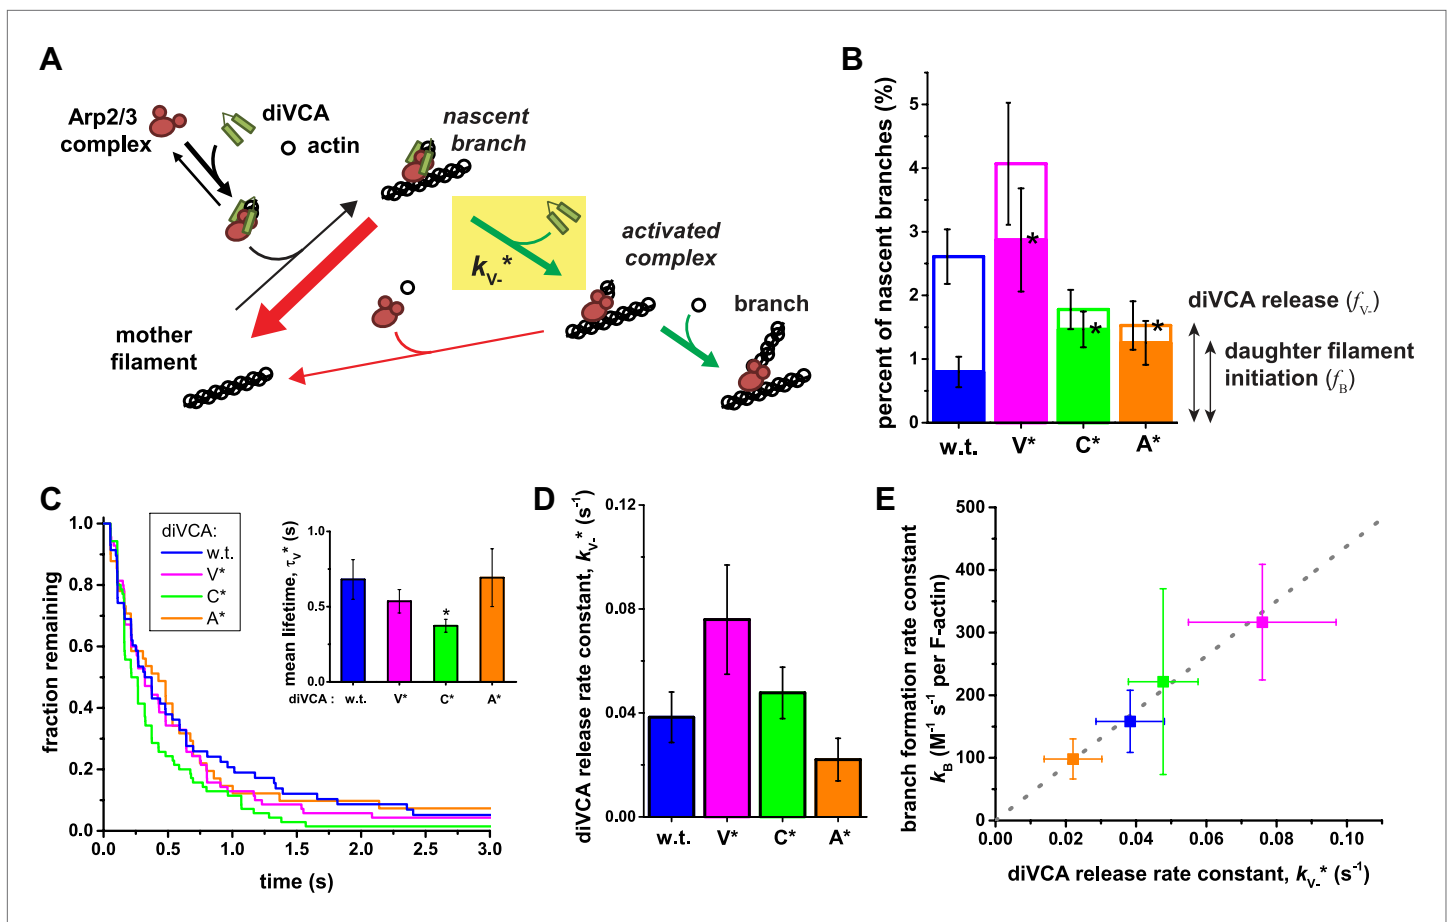 A
Arp2/3
complex
diVCA
actin
nascent
branch
kV-*
activated
complex
branch
mother
filament
B
percent of nascent branches (%)
5
4
3
2
1
0
*
*
*
w.t.
V*
C*
A*
diVCA release (fV-)
daughter filament
initiation (fB)
C
fraction remaining
1.0
0.8
0.6
0.4
0.2
0.0
0.0
0.5
1.0
1.5
2.0
2.5
3.0
time (s)
diVCA:
w.t.
V*
C*
A*
mean lifetime, τV* (s)
1.0
0.5
0.0
*
diVCA : w.t. V* C* A*
D
diVCA release rate constant, kV-* (s-1)
0.12
0.08
0.04
0.00
w.t.
V*
C*
A*
E
branch formation rate constant
kB (M-1 s-1 per F-actin)
500
400
300
200
100
0
0.00
0.02
0.04
0.06
0.08
0.10
diVCA release rate constant, kV-* (s-1)